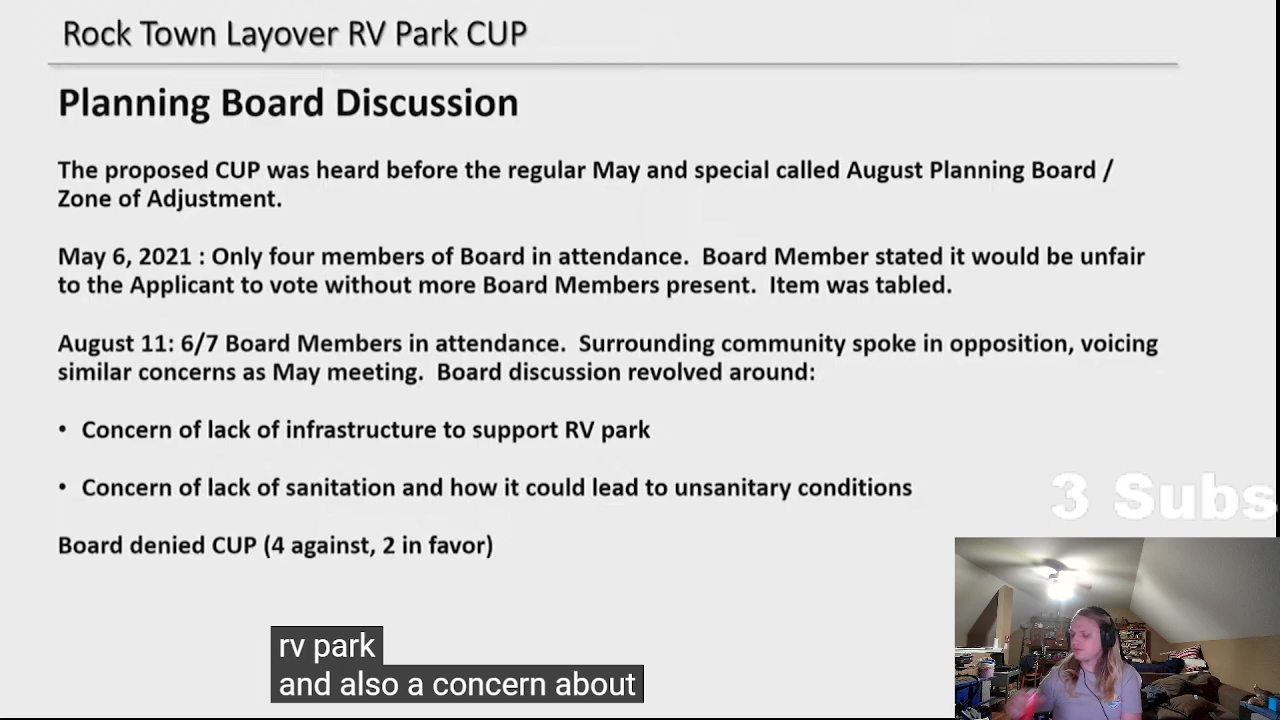 Rock Town Layover RV Park CUP
Planning Board Discussion
The proposed CUP was heard before the regular May and special called August Planning Board /
Zone of Adjustment.
May 6, 2021 : Only four members of Board in attendance.  Board Member stated it would be unfair
to the Applicant to vote without more Board Members present.  Item was tabled.
August 11: 6/7 Board Members in attendance.  Surrounding community spoke in opposition, voicing
similar concerns as May meeting.  Board discussion revolved around:
• Concern of lack of infrastructure to support RV park
• Concern of lack of sanitation and how it could lead to unsanitary conditions
3 Subs
Board denied CUP (4 against, 2 in favor)
rv park
and also a concern about